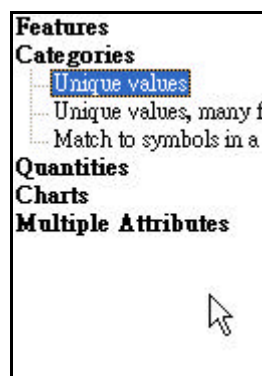 Features
Categories
Unique values
Unique values, many f
Match to symbols in a
Quantities
Charts
Multiple Attributes